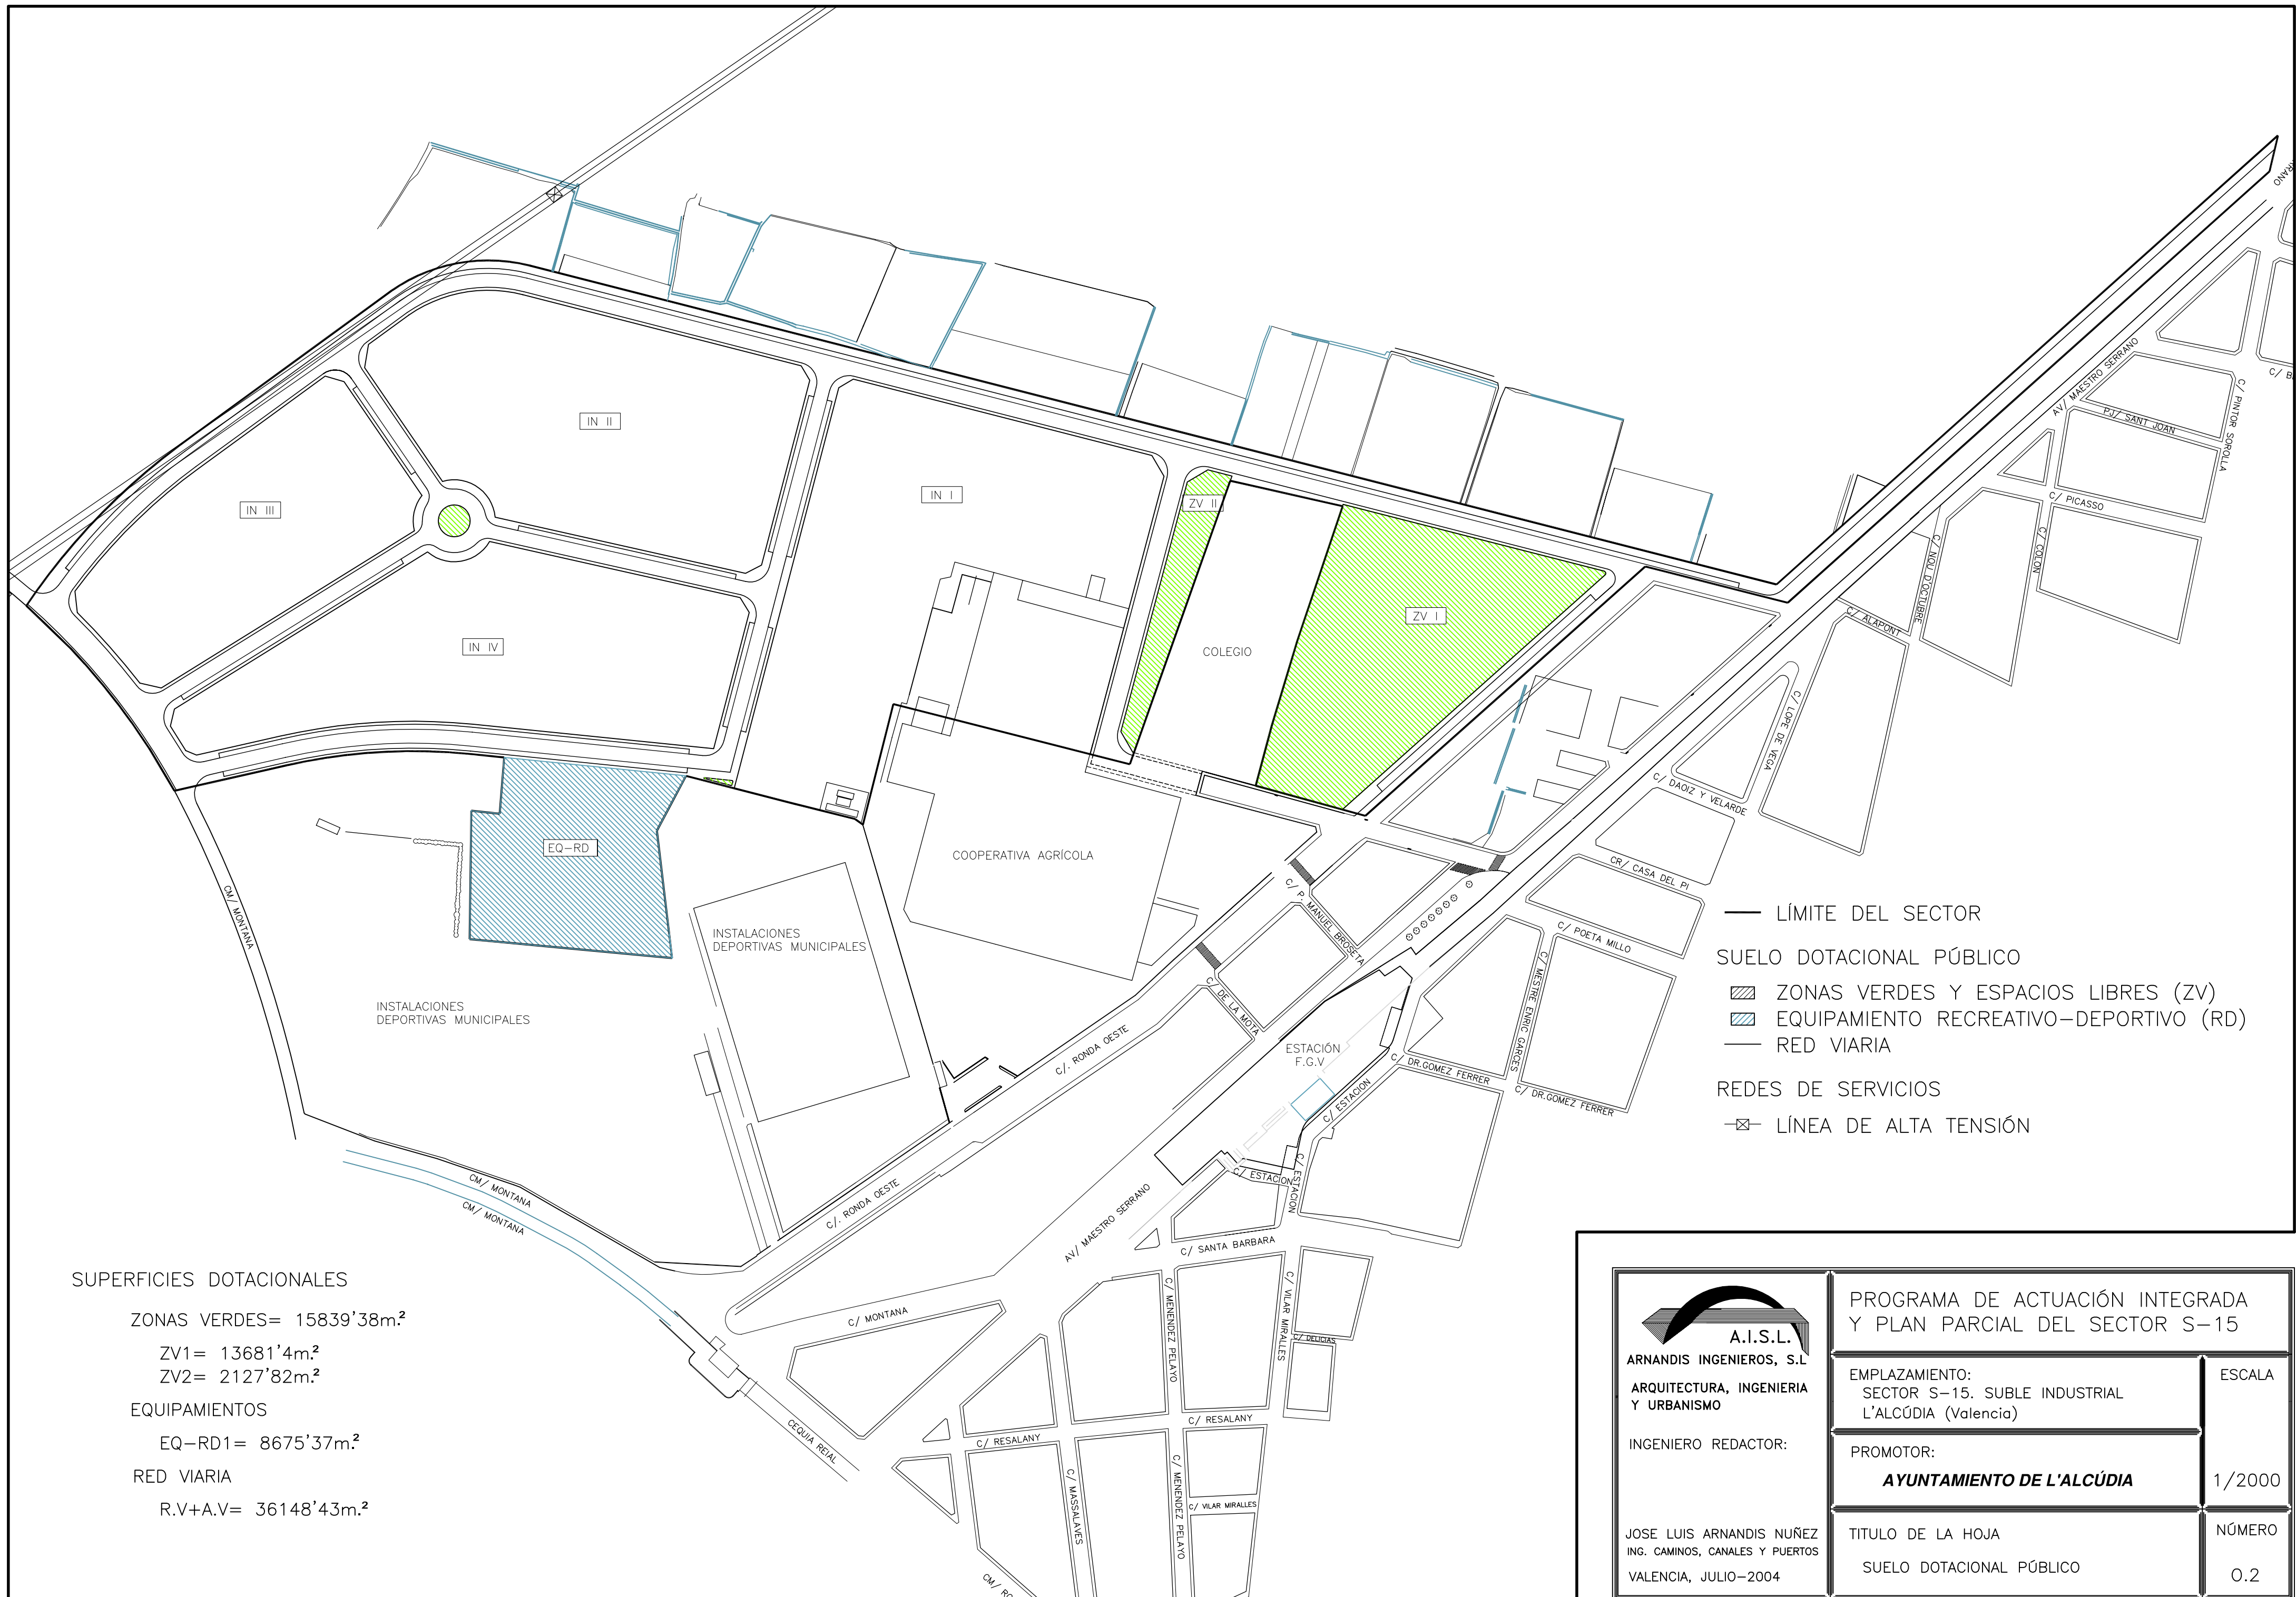 IN II
IN III
IN I
IN IV
ZV II
ZV I
COLEGIO
EQ-RD
COOPERATIVA AGRÍCOLA
INSTALACIONES
DEPORTIVAS MUNICIPALES
INSTALACIONES
DEPORTIVAS MUNICIPALES
CM/ MONTANA
CM/ MONTANA
CM/ MONTANA
C/. RONDA OESTE
C/. RONDA OESTE
C/ P. MANUEL BROSETA
C/ DE LA MOTA
ESTACIÓN
F.G.V
C/ ESTACION
C/ ESTACION
C/ ESTACION
AV/ MAESTRO SERRANO
AV/ MAESTRO SERRANO
PJ/ SANT JOAN
C/ PINTOR SOROLLA
C/ PICASSO
C/ COLON
C/ NOU D'OCTUBRE
C/ ALAPONT
C/ LOPE DE VEGA
C/ DAOIZ Y VELARDE
CR/ CASA DEL PI
C/ POETA MILLO
C/ MESTRE ENRIC GARCES
C/ DR.GOMEZ FERRER
C/ DR.GOMEZ FERRER
C/ SANTA BARBARA
C/ MENENDEZ PELAYO
C/ VILAR MIRALLES
C/ DELICIAS
C/ MONTANA
C/ RESALANY
C/ RESALANY
C/ MASSALAVES
C/ MENENDEZ PELAYO
C/ VILAR MIRALLES
CEQUIA REIAL
LÍMITE DEL SECTOR
SUELO DOTACIONAL PÚBLICO
ZONAS VERDES Y ESPACIOS LIBRES (ZV)
EQUIPAMIENTO RECREATIVO-DEPORTIVO (RD)
RED VIARIA
REDES DE SERVICIOS
LÍNEA DE ALTA TENSIÓN
SUPERFICIES DOTACIONALES
ZONAS VERDES= 15839'38m.²
ZV1= 13681'4m.²
ZV2= 2127'82m.²
EQUIPAMIENTOS
EQ-RD1= 8675'37m.²
RED VIARIA
R.V+A.V= 36148'43m.²
A.I.S.L.
ARNANDIS INGENIEROS, S.L
ARQUITECTURA, INGENIERIA
Y URBANISMO
INGENIERO REDACTOR:
JOSE LUIS ARNANDIS NUÑEZ
ING. CAMINOS, CANALES Y PUERTOS
VALENCIA, JULIO-2004
PROGRAMA DE ACTUACIÓN INTEGRADA
Y PLAN PARCIAL DEL SECTOR S-15
EMPLAZAMIENTO:
SECTOR S-15. SUBLE INDUSTRIAL
L'ALCÚDIA (Valencia)
ESCALA
1/2000
PROMOTOR:
AYUNTAMIENTO DE L'ALCÚDIA
TITULO DE LA HOJA
SUELO DOTACIONAL PÚBLICO
NÚMERO
0.2